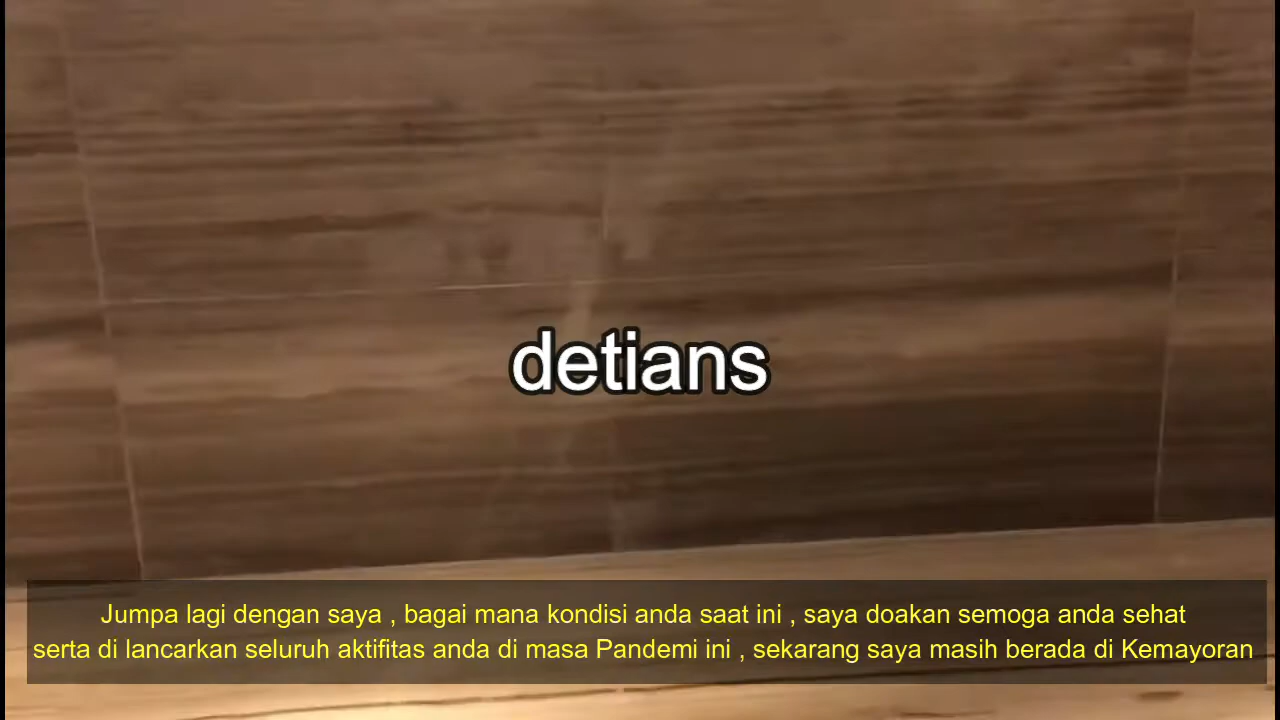 detians
Jumpa lagi dengan saya , bagai mana kondisi anda saat ini , saya doakan semoga anda sehat
serta di lancarkan seluruh aktifitas anda di masa Pandemi ini , sekarang saya masih berada di Kemayoran